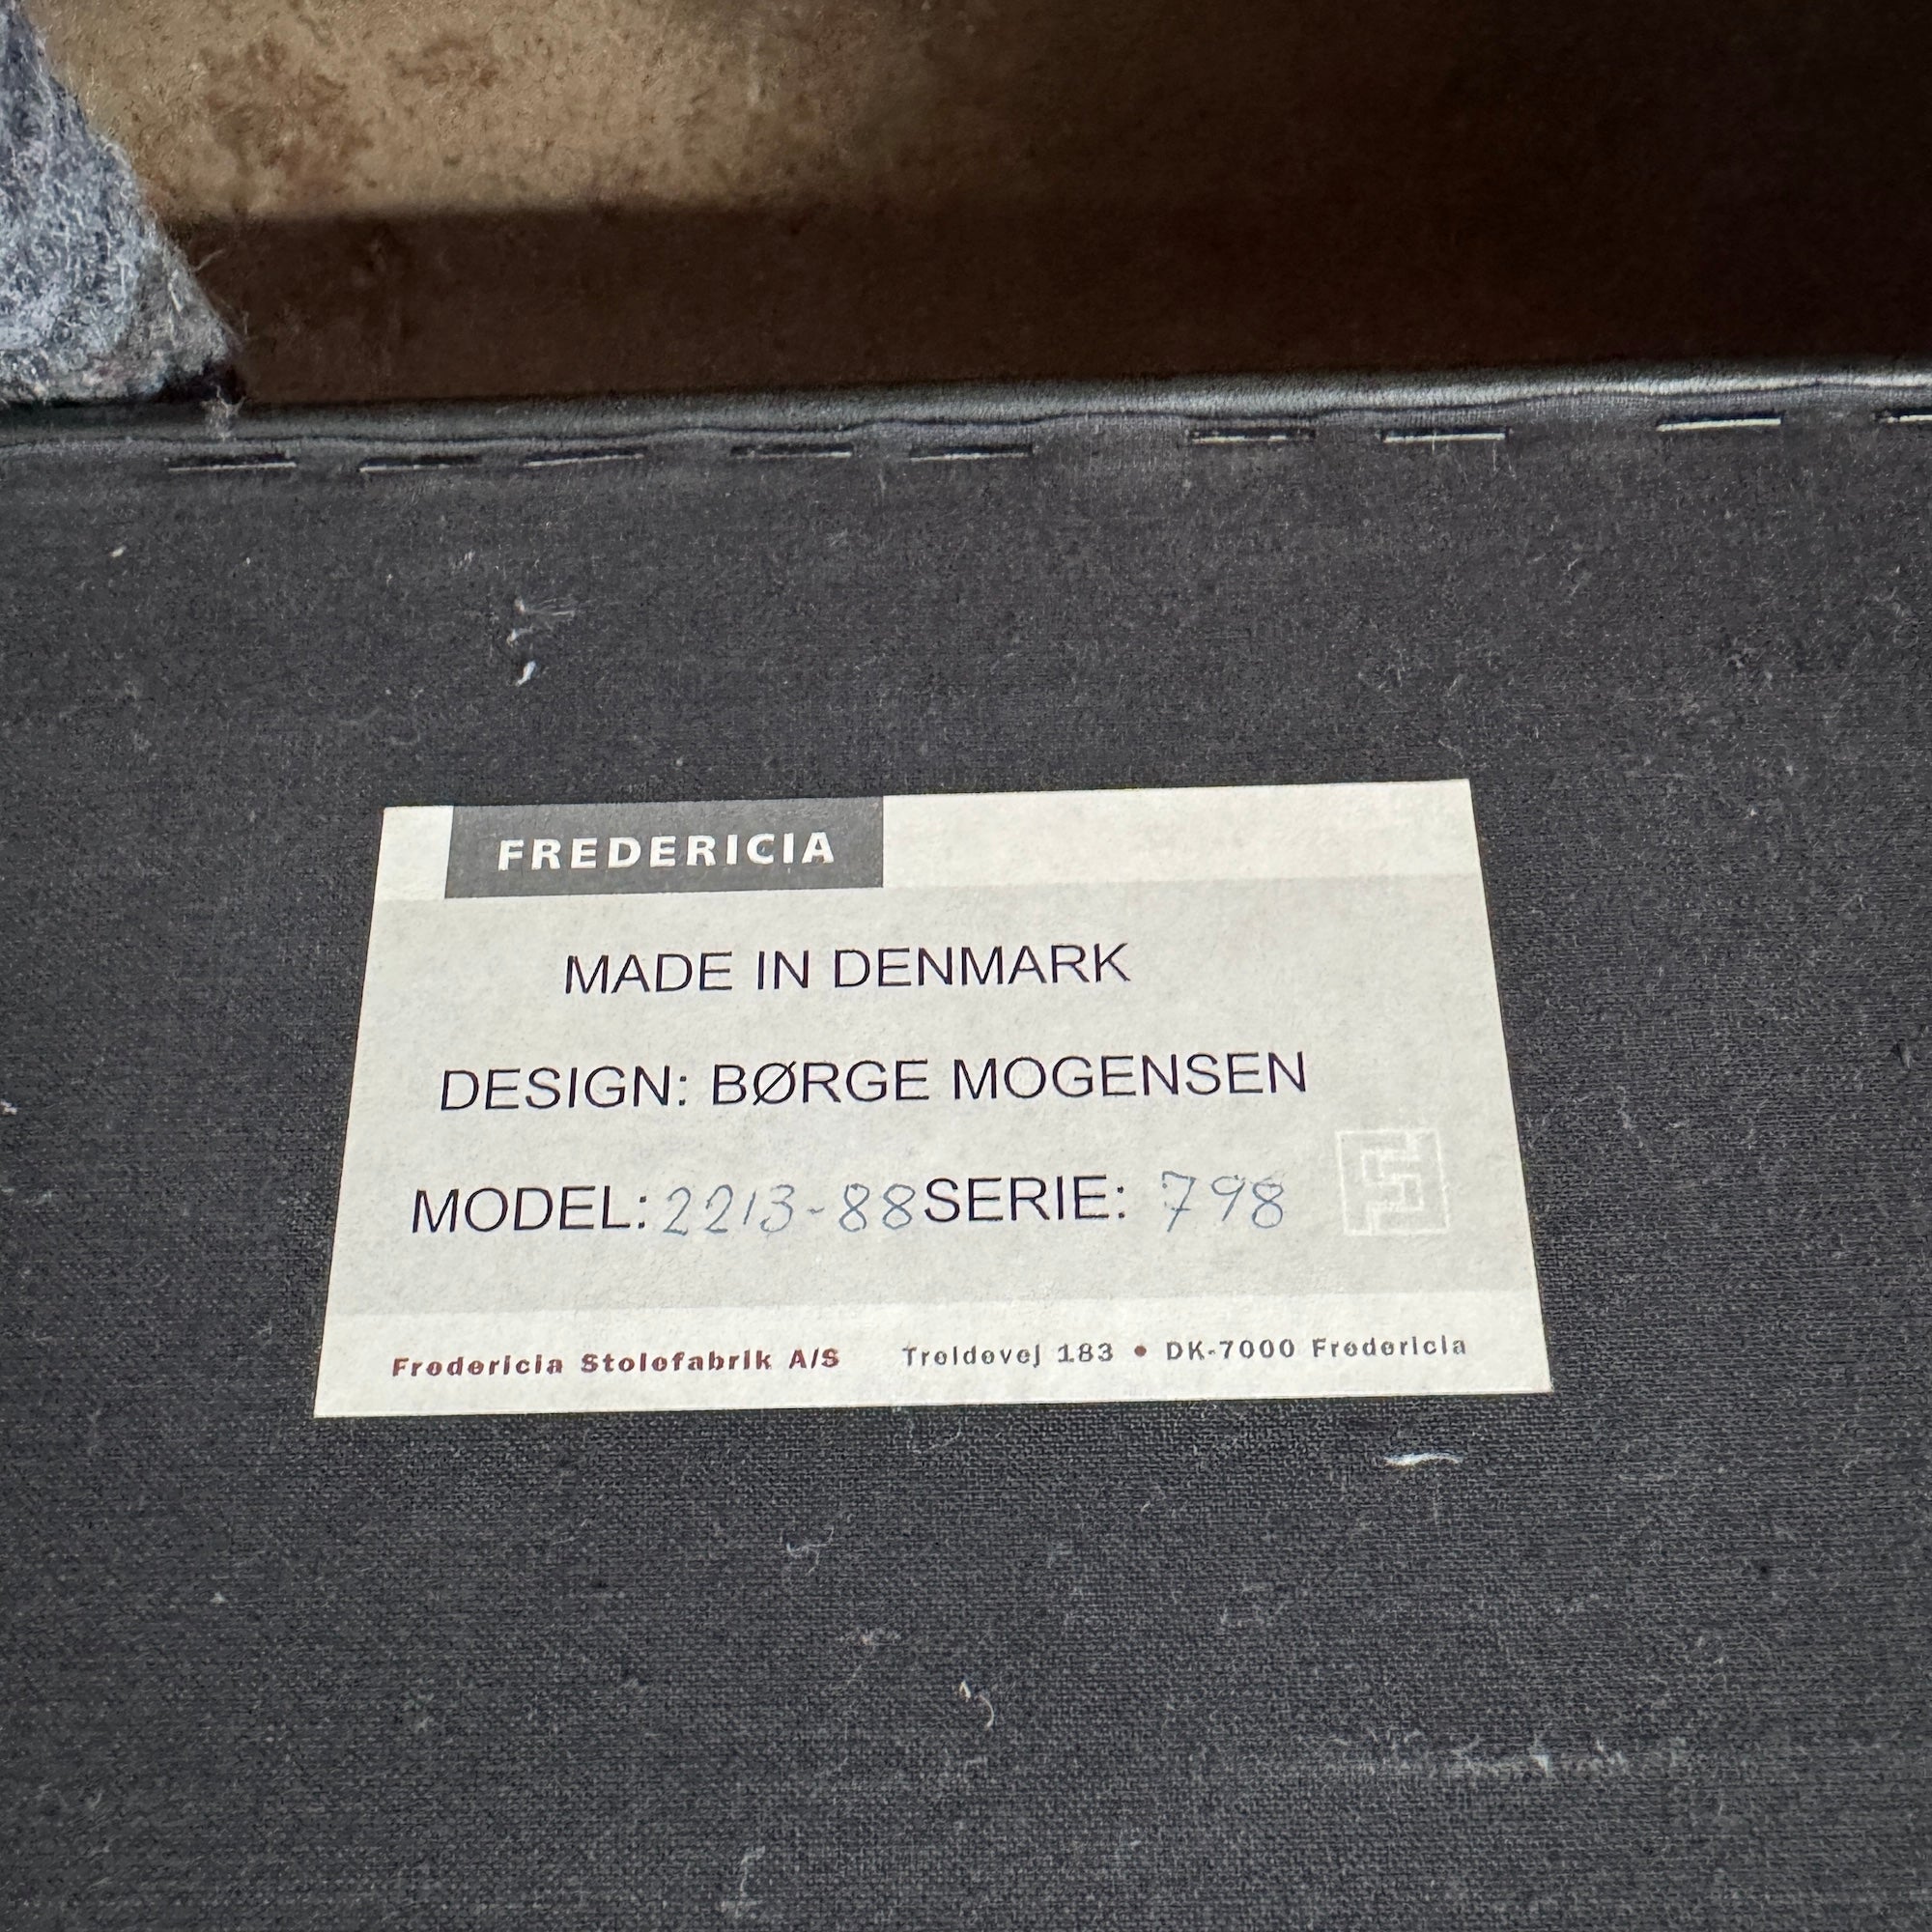 FREDERICIA
MADE IN DENMARK
DESIGN: BØRGE MOGENSEN
MODEL: 2213-88 SERIE: 798
Fredericia Stolefabrik A/S Treldevej 183 • DK-7000 Fredericia